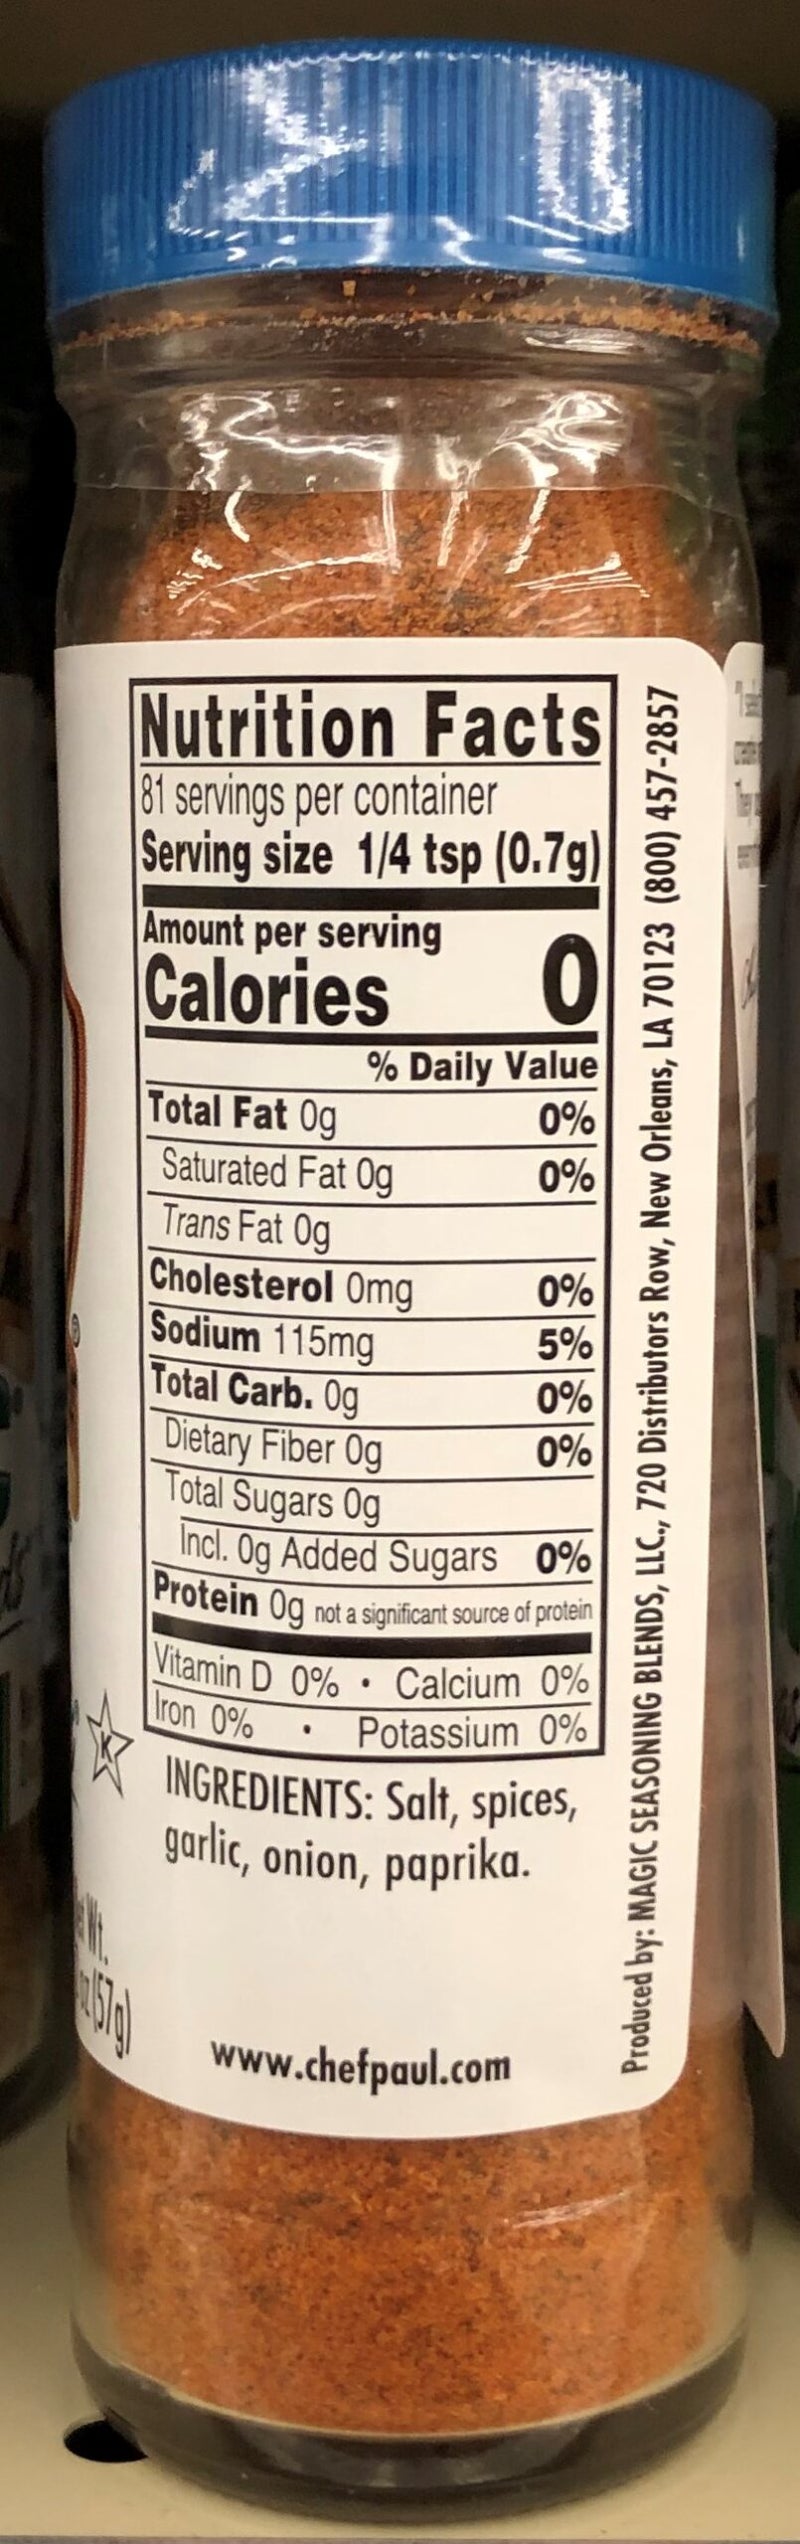 Nutrition Facts
81 servings per container
Serving size 1/4 tsp (0.7g)
Amount per serving
Calories 0
% Daily Value
Total Fat 0g 0%
Saturated Fat 0g 0%
Trans Fat 0g
Cholesterol 0mg 0%
Sodium 115mg 5%
Total Carb. 0g 0%
Dietary Fiber 0g 0%
Total Sugars 0g
Incl. 0g Added Sugars 0%
Protein 0g not a significant source of protein
Vitamin D 0% • Calcium 0%
Iron 0% • Potassium 0%
INGREDIENTS: Salt, spices,
garlic, onion, paprika.
www.chefpaul.com
Produced by: MAGIC SEASONING BLENDS, LLC., 720 Distributors Row, New Orleans, LA 70123 (800) 457-2857
®
K
Wt.
oz (57g)